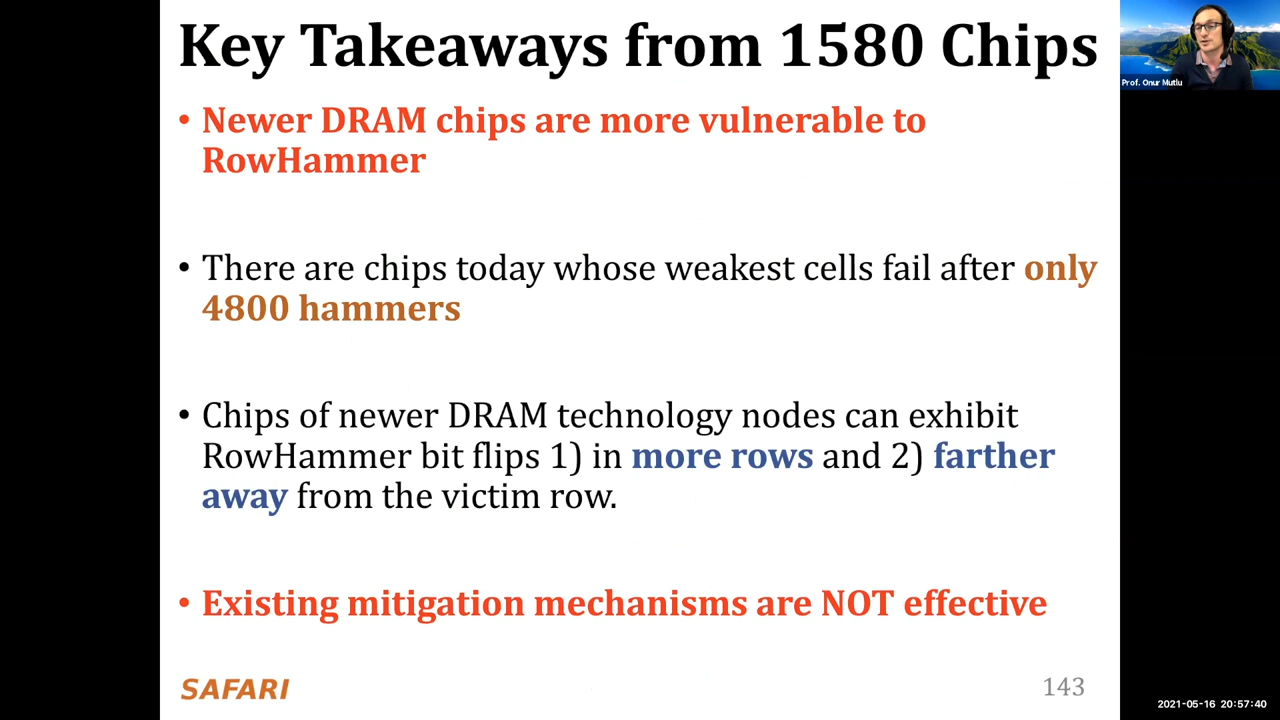 Key Takeaways from 1580 Chips
Prof. Onur Mutlu
• Newer DRAM chips are more vulnerable to
RowHammer
• There are chips today whose weakest cells fail after only
4800 hammers
• Chips of newer DRAM technology nodes can exhibit
RowHammer bit flips 1) in more rows and 2) farther
away from the victim row.
• Existing mitigation mechanisms are NOT effective
SAFARI
143
2021-05-16 20:57:40